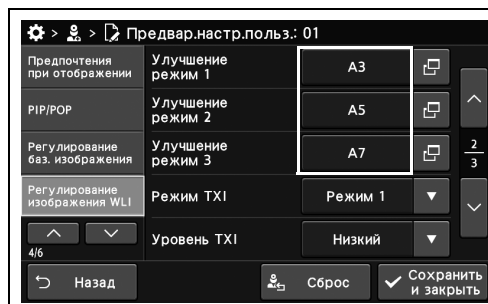 > > Предвар.настр.польз.: 01
Предпочтения
при отображении
PIP/POP
Регулирование
баз. изображения
Регулирование
изображения WLI
4/6
Улучшение
режим 1
A3
Улучшение
режим 2
A5
Улучшение
режим 3
A7
Режим TXI
Режим 1
Уровень TXI
Низкий
2
3
Назад
Сброс
Сохранить
и закрыть